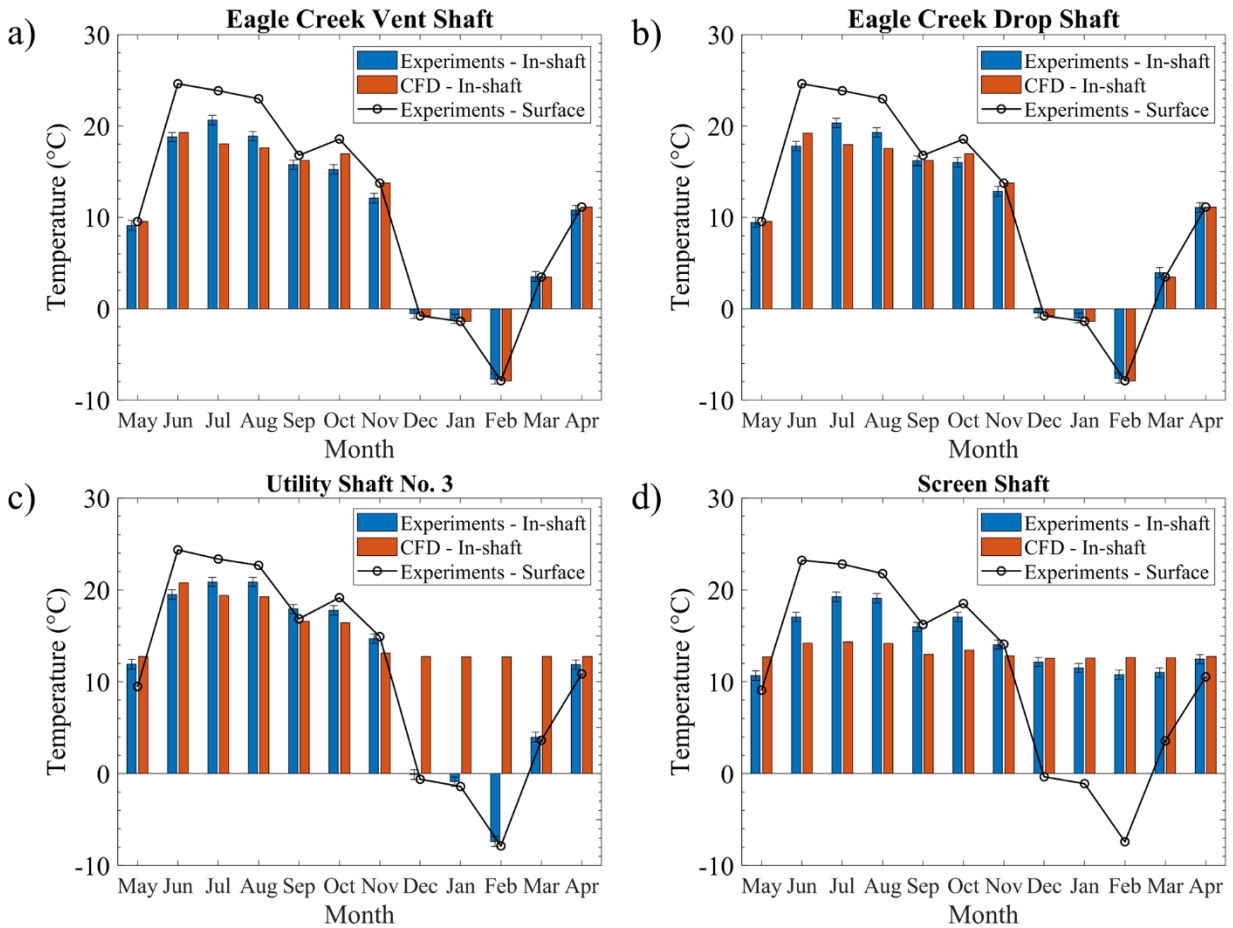 a)
Eagle Creek Vent Shaft
30
20
10
0
-10
Temperature (°C)
Experiments - In-shaft
CFD - In-shaft
Experiments - Surface
May Jun Jul Aug Sep Oct Nov Dec Jan Feb Mar Apr
Month
b)
Eagle Creek Drop Shaft
30
20
10
0
-10
Temperature (°C)
Experiments - In-shaft
CFD - In-shaft
Experiments - Surface
May Jun Jul Aug Sep Oct Nov Dec Jan Feb Mar Apr
Month
c)
Utility Shaft No. 3
30
20
10
0
-10
Temperature (°C)
Experiments - In-shaft
CFD - In-shaft
Experiments - Surface
May Jun Jul Aug Sep Oct Nov Dec Jan Feb Mar Apr
Month
d)
Screen Shaft
30
20
10
0
-10
Temperature (°C)
Experiments - In-shaft
CFD - In-shaft
Experiments - Surface
May Jun Jul Aug Sep Oct Nov Dec Jan Feb Mar Apr
Month